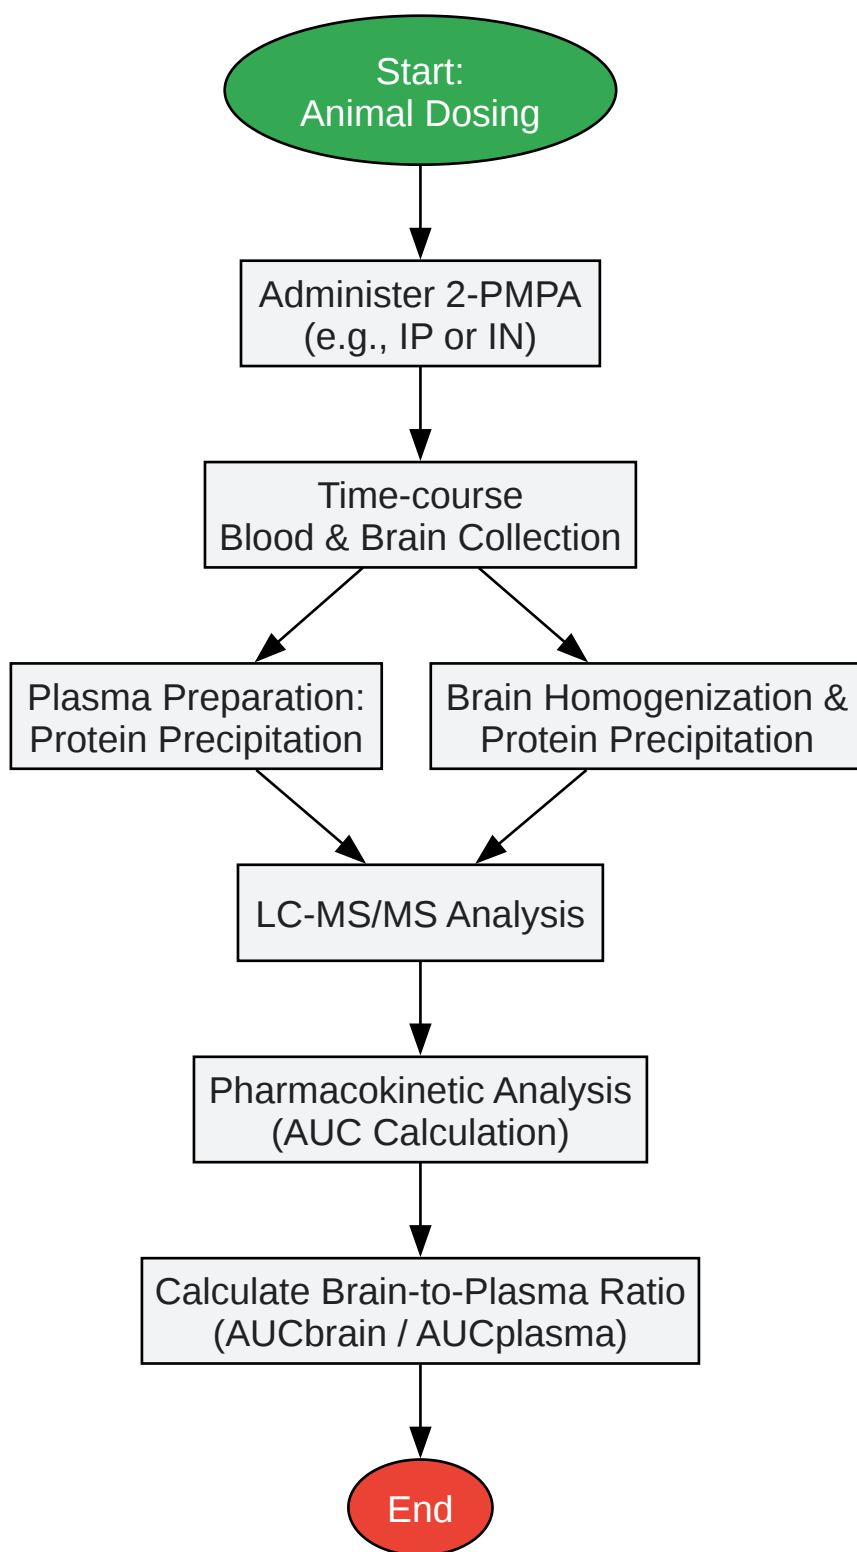 Start:
Animal Dosing
Administer 2-PMPA
(e.g., IP or IN)
Time-course
Blood & Brain Collection
Plasma Preparation:
Protein Precipitation
Brain Homogenization &
Protein Precipitation
LC-MS/MS Analysis
Pharmacokinetic Analysis
(AUC Calculation)
Calculate Brain-to-Plasma Ratio
(AUCbrain / AUCplasma)
End